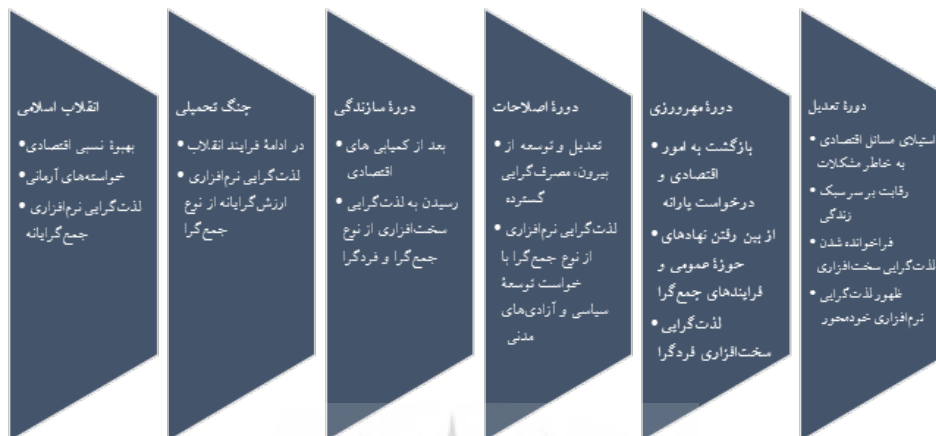 انقلاب اسلامی
• بهبود نسبی اقتصادی
• خواسته‌های آرمانی
• لذت‌گرایی نرم‌افزاری
جمع‌گرایانه
جنگ تحمیلی
• در ادامهٔ فرایند انقلاب
• لذت‌گرایی نرم‌افزاری
ارزش‌گرایانه از نوع
جمع‌گرا
دورهٔ سازندگی
• بعد از کمیابی های
اقتصادی
• رسیدن به لذت‌گرایی
سخت‌افزاری از نوع
جمع‌گرا و فردگرا
دورهٔ اصلاحات
• تعدیل و توسعه از
بیرون، مصرف‌گرایی
گسترده
• لذت‌گرایی نرم‌افزاری
از نوع جمع‌گرا با
خواست توسعهٔ
سیاسی و آزادی‌های
مدنی
دورهٔ مهرورزی
• بازگشت به امور
اقتصادی و
درخواست یارانه
• از بین رفتن نهادهای
حوزهٔ عمومی و
فرایندهای جمع‌گرا
• لذت‌گرایی
سخت‌افزاری فردگرا
دورهٔ تعدیل
• استیلای مسائل اقتصادی
به خاطر مشکلات
• رقابت بر سر سبک
زندگی
• فراخوانده شدن
لذت‌گرایی سخت‌افزاری
• ظهور لذت‌گرایی
نرم‌افزاری خودمحور